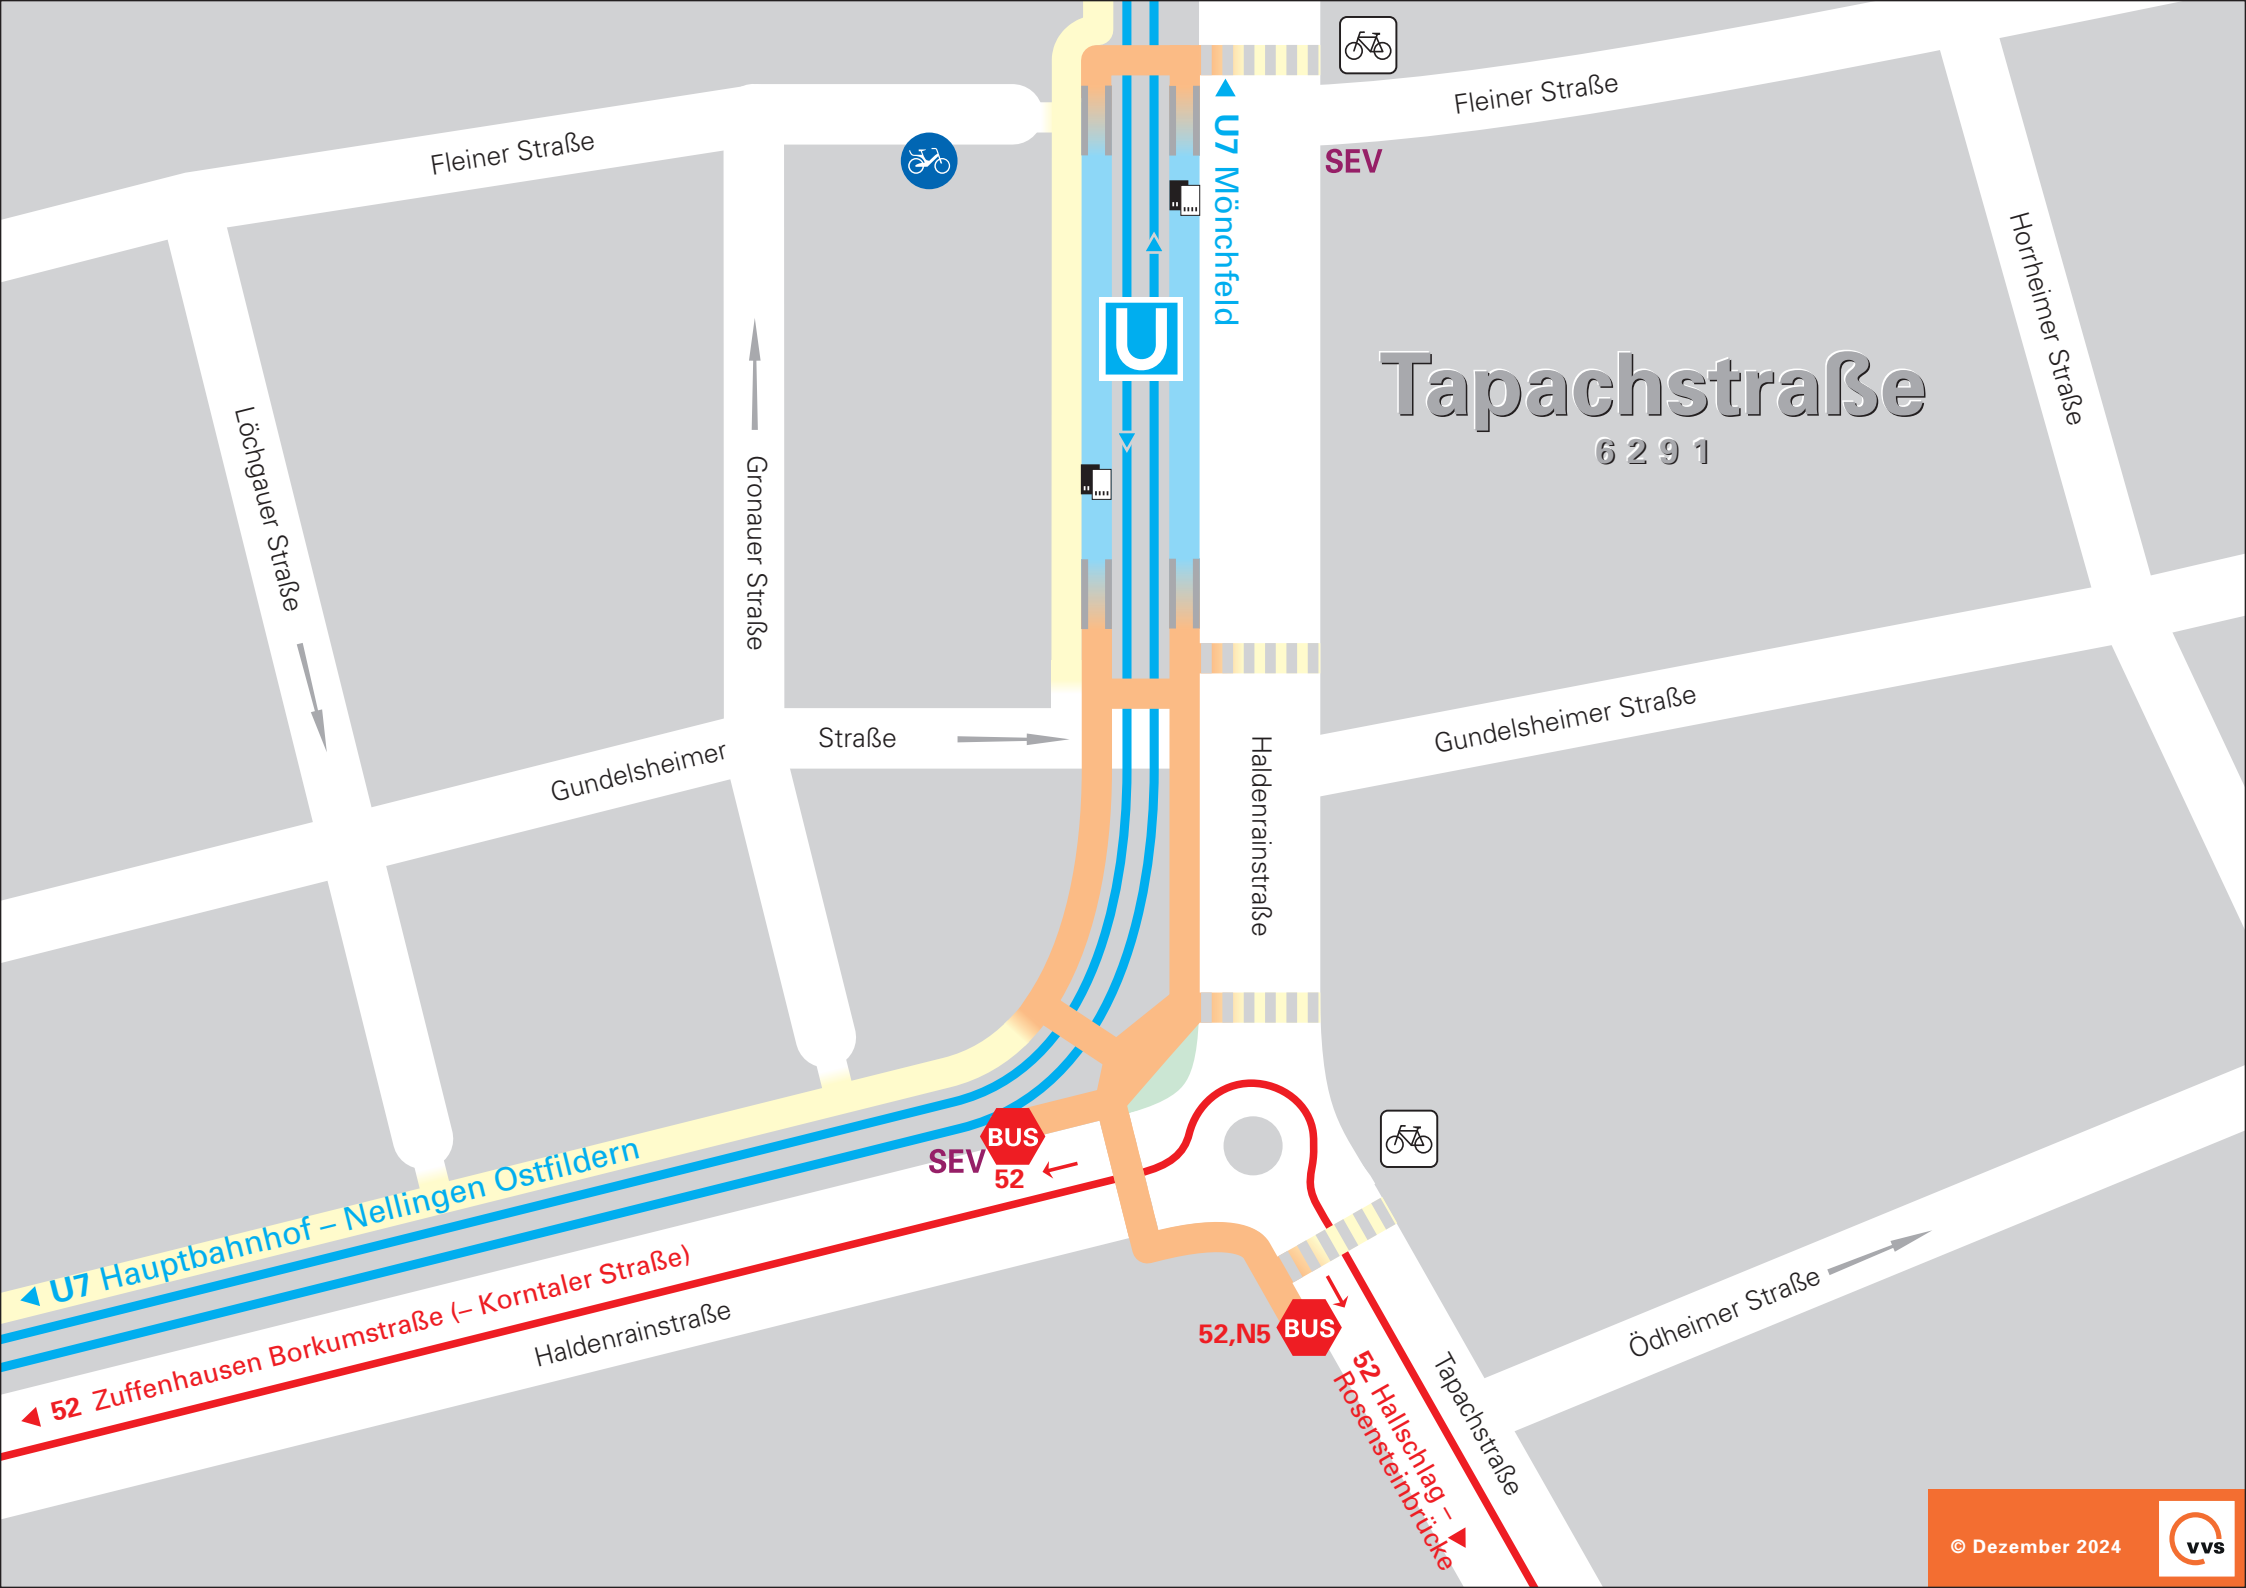 Fleiner Straße
Fleiner Straße
U7 Mönchfeld
SEV
Horrheimer Straße
Tapachstraße
6291
U
Löchgauer Straße
Gronauer Straße
Gundelsheimer Straße
Gundelsheimer Straße
Haldenrainstraße
BUS
SEV
52
U7 Hauptbahnhof – Nellingen Ostfildern
52 Zuffenhausen Borkumstraße (– Korntaler Straße)
Haldenrainstraße
52,N5
BUS
52 Hallschlag –
Rosensteinbrücke
Tapachstraße
Ödheimer Straße
© Dezember 2024
vvs